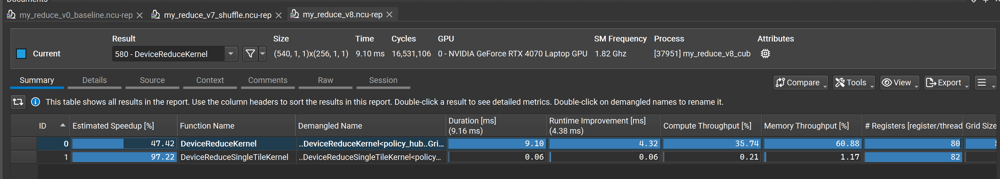 Documents
my_reduce_v0_baseline.ncu-rep my_reduce_v7_shuffle.ncu-rep my_reduce_v8.ncu-rep
Result Size Time Cycles GPU SM Frequency Process Attributes
Current 580 - DeviceReduceKernel (540, 1, 1)x(256, 1, 1) 9.10 ms 16,531,106 0 - NVIDIA GeForce RTX 4070 Laptop GPU 1.82 Ghz [37951] my_reduce_v8_cub
Summary Details Source Context Comments Raw Session Compare Tools View Export
This table shows all results in the report. Use the column headers to sort the results in this report. Double-click a result to see detailed metrics. Double-click on demangled names to rename it.
ID Estimated Speedup [%] Function Name Demangled Name Duration [ms] (9.16 ms) Runtime Improvement [ms] (4.38 ms) Compute Throughput [%] Memory Throughput [%] # Registers [register/thread Grid Size
0 47.42 DeviceReduceKernel ..DeviceReduceKernel<policy_hub..Gri... 9.10 4.32 35.74 60.88 80
1 97.22 DeviceReduceSingleTileKernel ..DeviceReduceSingleTileKernel<policy... 0.06 0.06 0.21 1.17 82